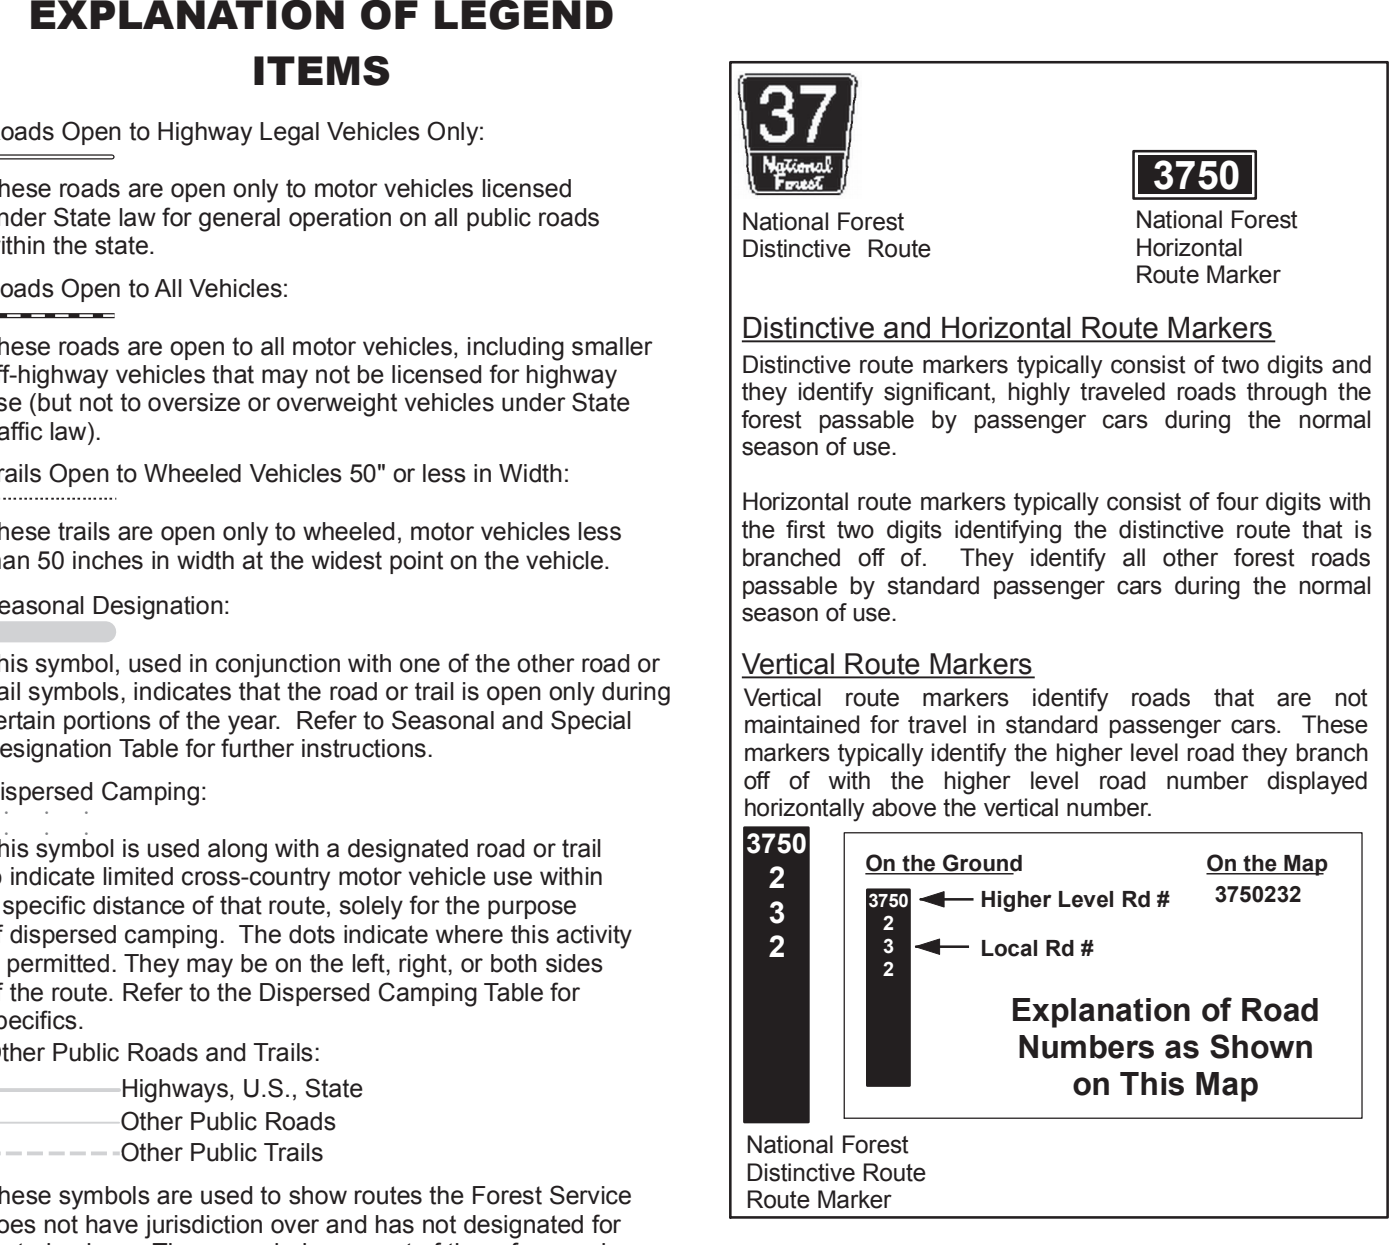 EXPLANATION OF LEGEND
ITEMS
oads Open to Highway Legal Vehicles Only:
hese roads are open only to motor vehicles licensed
nder State law for general operation on all public roads
ithin the state.
oads Open to All Vehicles:
hese roads are open to all motor vehicles, including smaller
ff-highway vehicles that may not be licensed for highway
se (but not to oversize or overweight vehicles under State
affic law).
rails Open to Wheeled Vehicles 50" or less in Width:
hese trails are open only to wheeled, motor vehicles less
an 50 inches in width at the widest point on the vehicle.
easonal Designation:
his symbol, used in conjunction with one of the other road or
ail symbols, indicates that the road or trail is open only during
ertain portions of the year. Refer to Seasonal and Special
esignation Table for further instructions.
ispersed Camping:
his symbol is used along with a designated road or trail
indicate limited cross-country motor vehicle use within
specific distance of that route, solely for the purpose
f dispersed camping. The dots indicate where this activity
permitted. They may be on the left, right, or both sides
f the route. Refer to the Dispersed Camping Table for
pecifics.
ther Public Roads and Trails:
Highways, U.S., State
Other Public Roads
Other Public Trails
hese symbols are used to show routes the Forest Service
oes not have jurisdiction over and has not designated for
37
National
Forest
National Forest
Distinctive Route
3750
National Forest
Horizontal
Route Marker
Distinctive and Horizontal Route Markers
Distinctive route markers typically consist of two digits and
they identify significant, highly traveled roads through the
forest passable by passenger cars during the normal
season of use.
Horizontal route markers typically consist of four digits with
the first two digits identifying the distinctive route that is
branched off of. They identify all other forest roads
passable by standard passenger cars during the normal
season of use.
Vertical Route Markers
Vertical route markers identify roads that are not
maintained for travel in standard passenger cars. These
markers typically identify the higher level road they branch
off of with the higher level road number displayed
horizontally above the vertical number.
3750
2
3
2
On the Ground
3750
2
3
2
Higher Level Rd #
Local Rd #
On the Map
3750232
Explanation of Road
Numbers as Shown
on This Map
National Forest
Distinctive Route
Route Marker